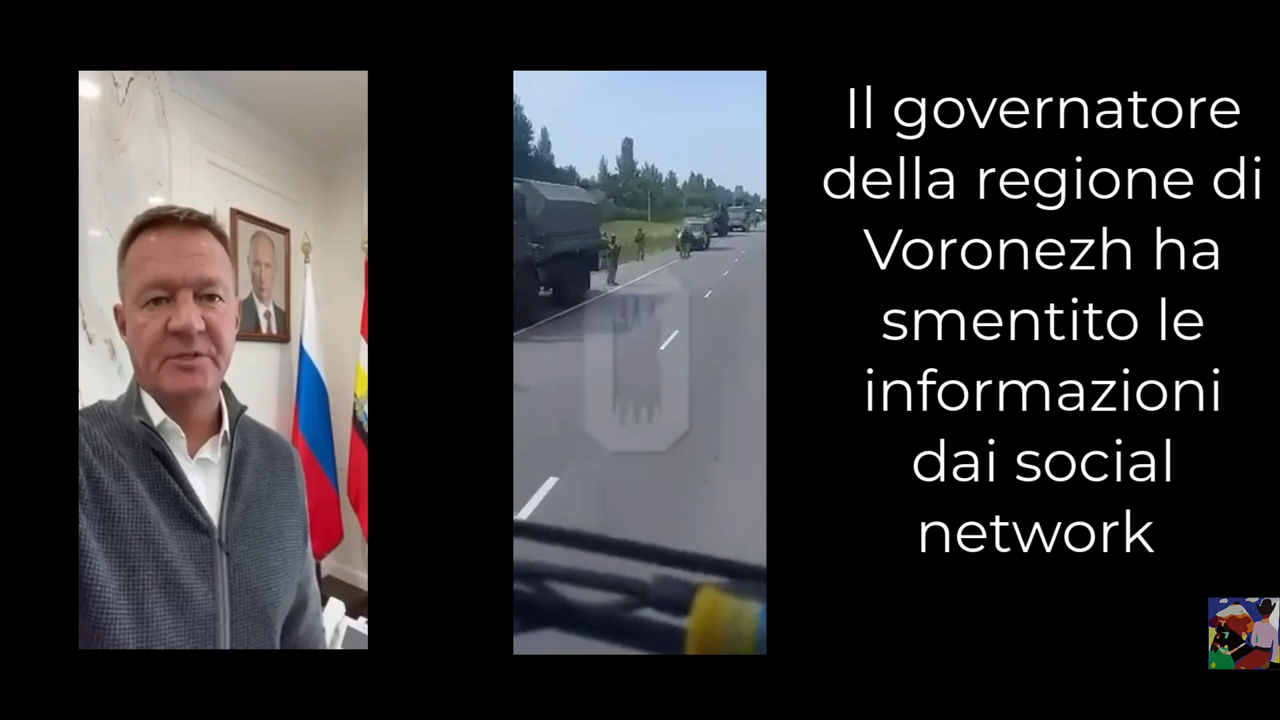 Il governatore
della regione di
Voronezh ha
smentito le
informazioni
dai social
network